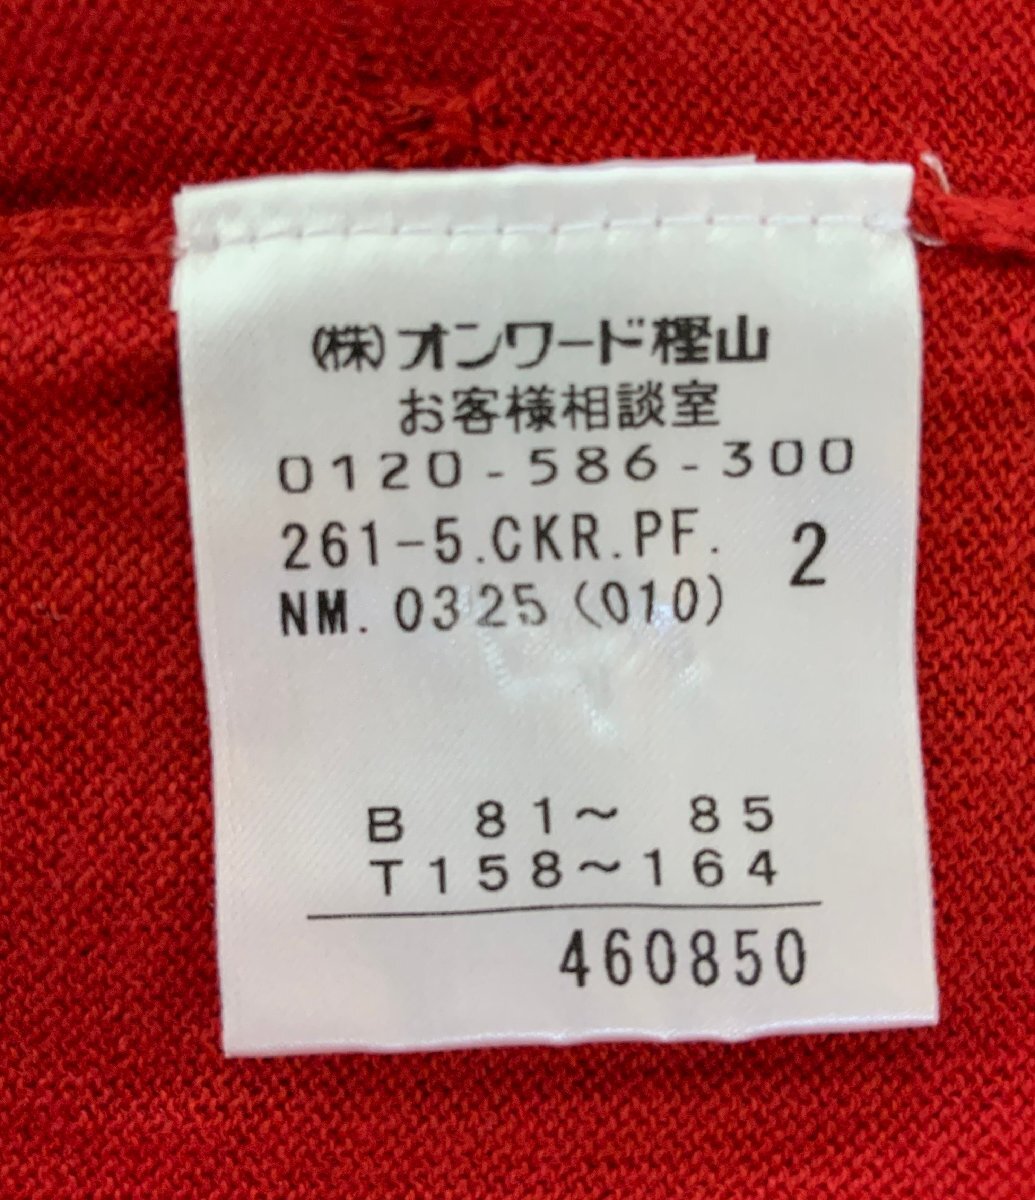 (株)オンワード樫山
お客様相談室
0120-586-300
261-5.CKR.PF. 2
NM. 0325 (010)
B 81～ 85
T158～164
460850